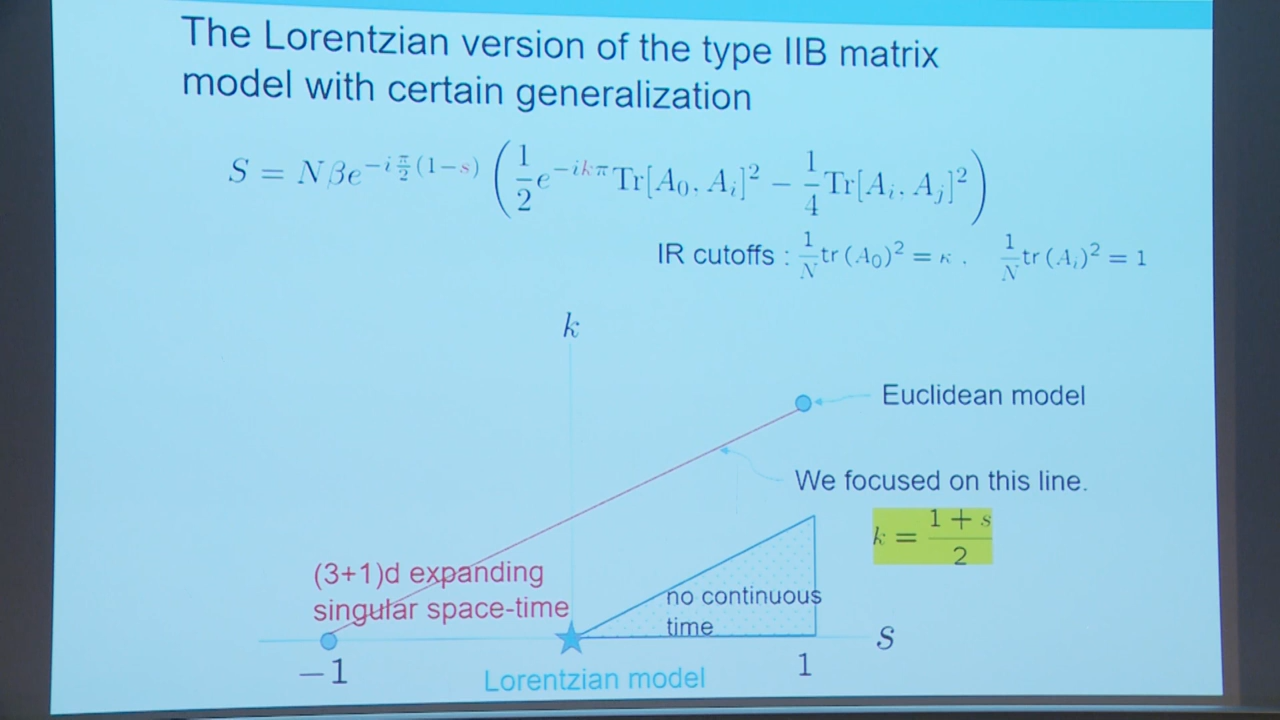 The Lorentzian version of the type IIB matrix
model with certain generalization
S = Nβe^{-i\frac{π}{2}(1-s)} ( \frac{1}{2} e^{-ikπ} Tr[A_0, A_i]^2 − \frac{1}{4} Tr[A_i, A_j]^2 )
IR cutoffs : \frac{1}{N} tr (A_0)^2 = κ , \frac{1}{N} tr (A_i)^2 = 1
k
Euclidean model
We focused on this line.
k = \frac{1 + s}{2}
(3+1)d expanding
singular space-time
no continuous
time
S
−1
Lorentzian model
1